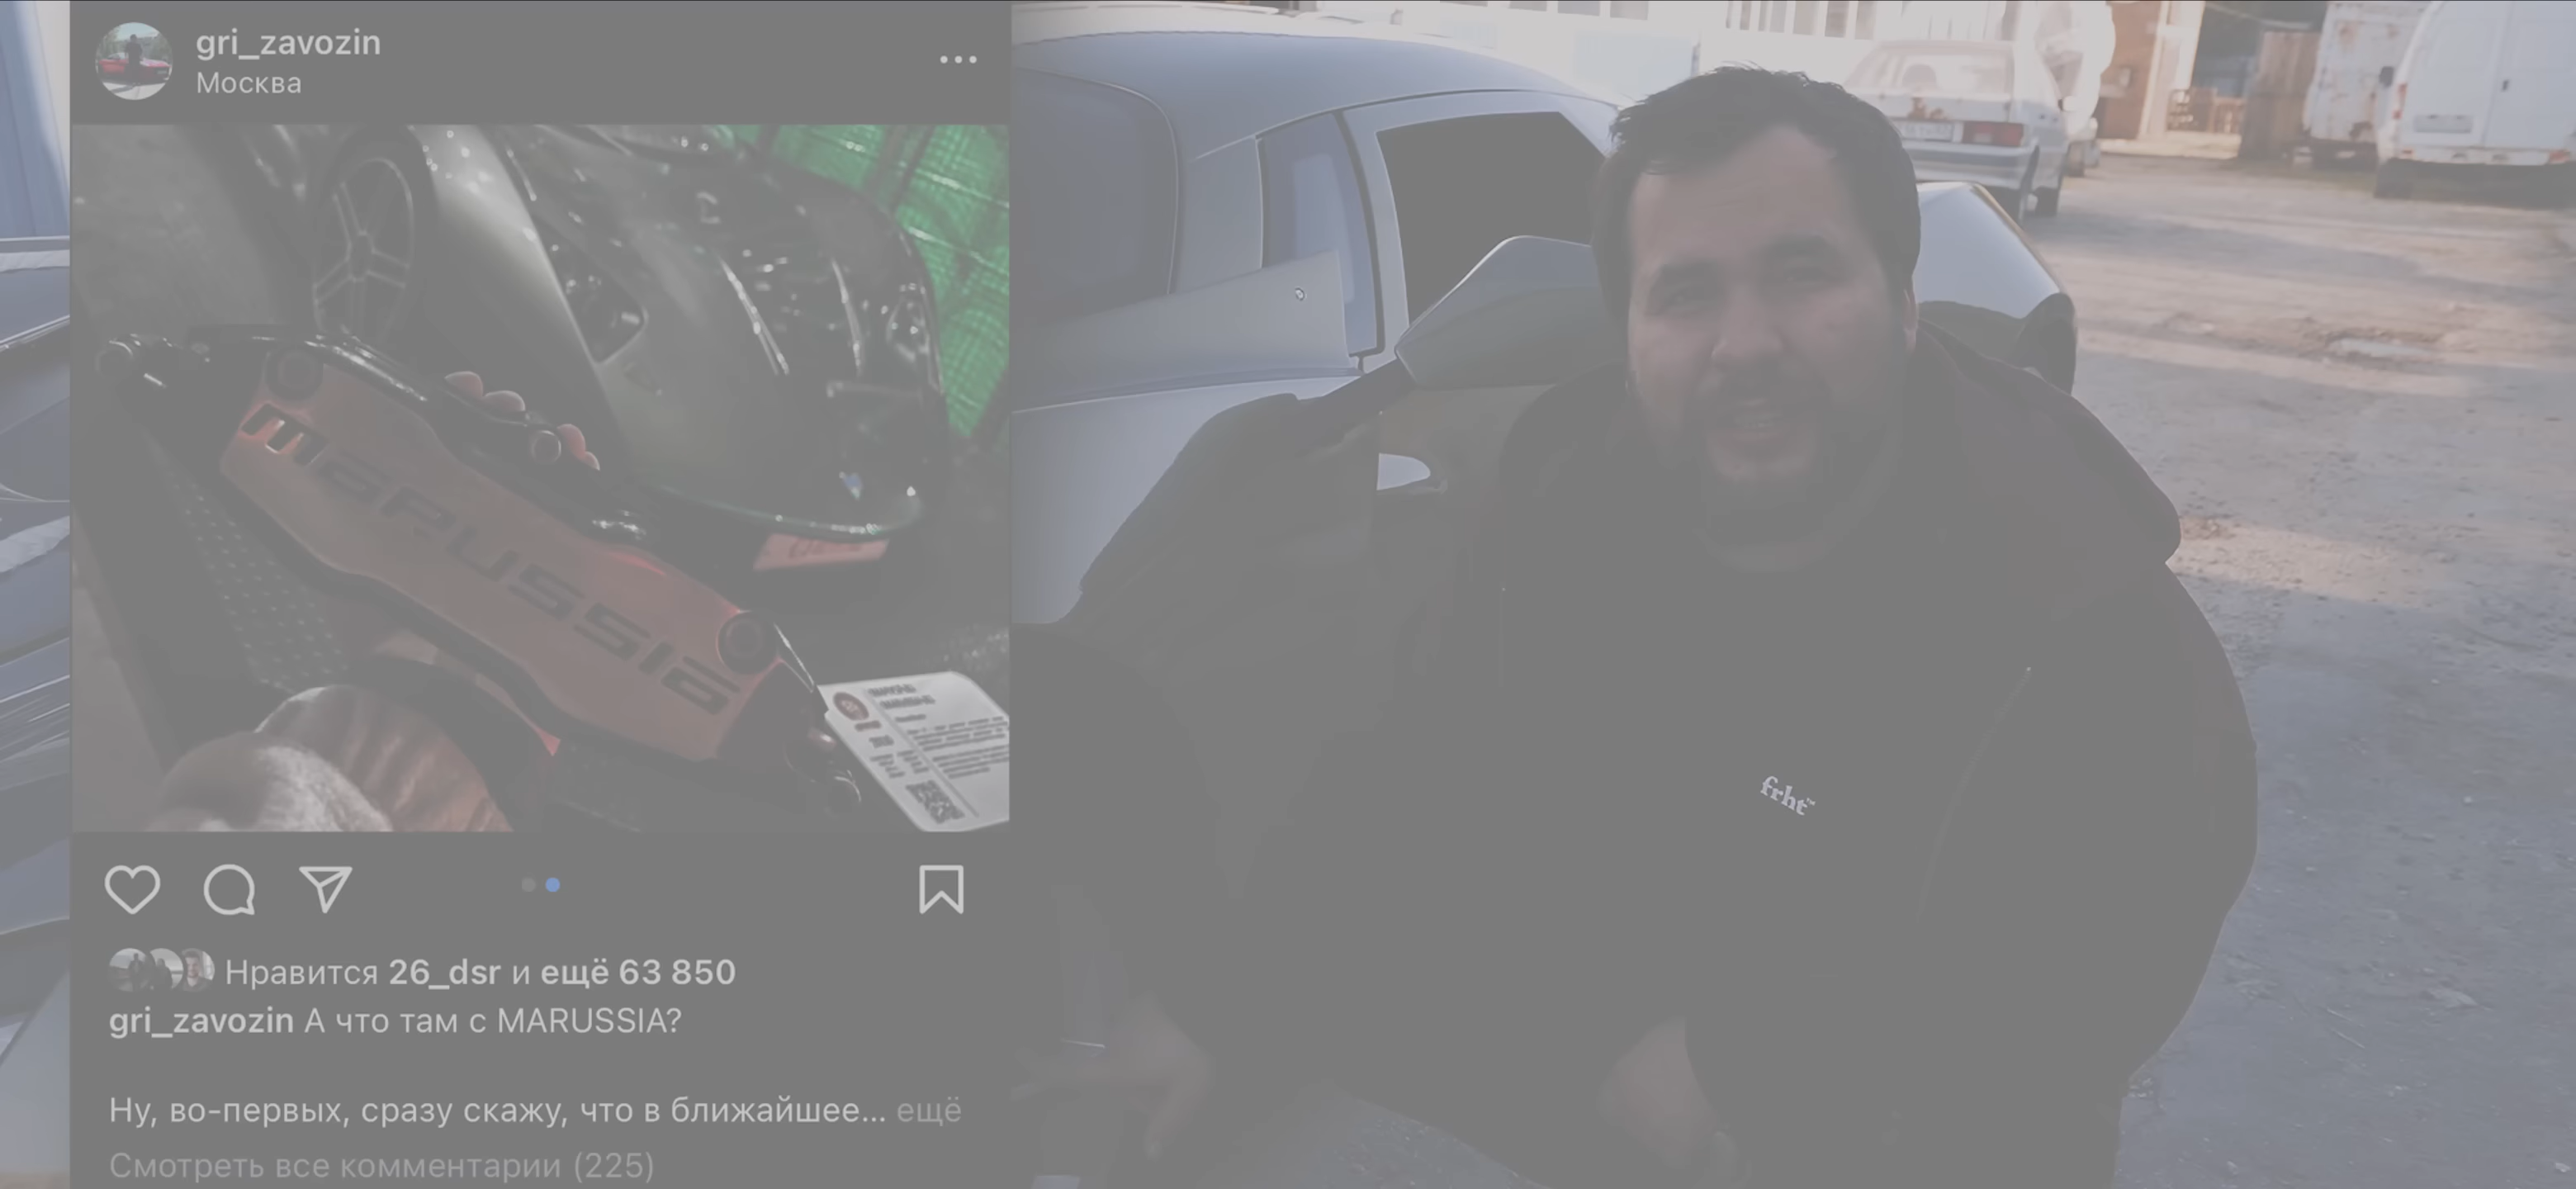 gri_zavozin
Москва
MARUSSIA
frht™
Нравится 26_dsr и ещё 63 850
gri_zavozin А что там с MARUSSIA?
Ну, во-первых, сразу скажу, что в ближайшее... ещё
Смотреть все комментарии (225)